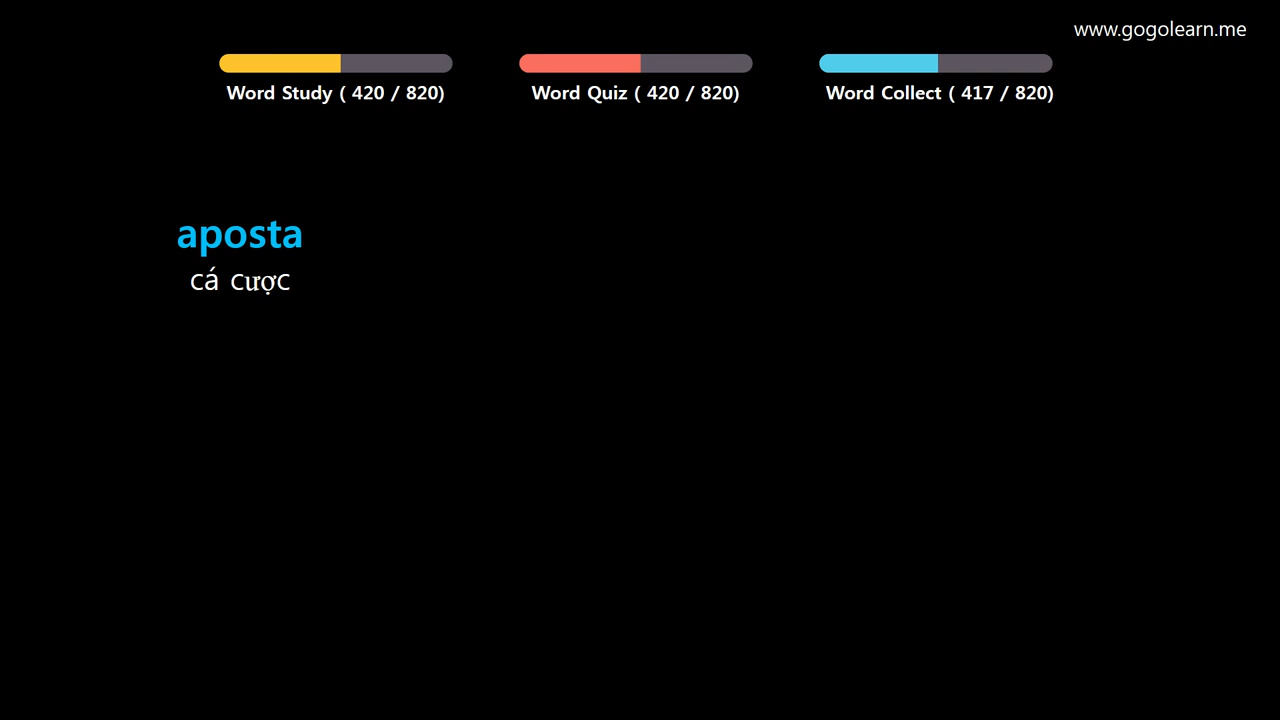 www.gogolearn.me
Word Study ( 420 / 820)
Word Quiz ( 420 / 820)
Word Collect ( 417 / 820)
aposta
cá cược